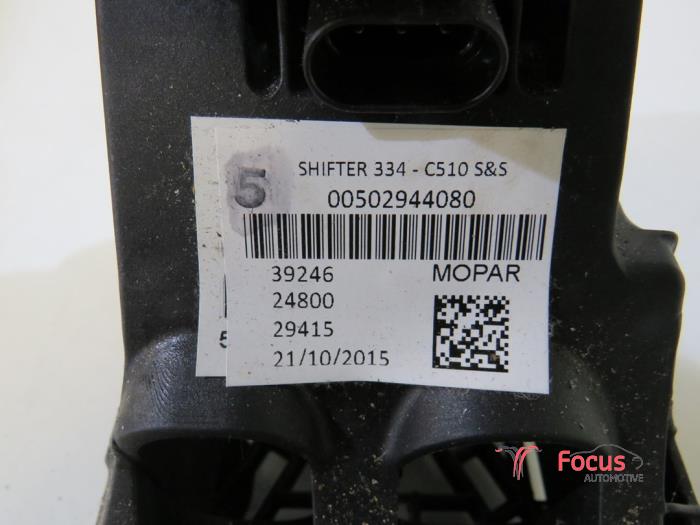 5
SHIFTER 334 - C510 S&S
00502944080
39246 MOPAR
24800
29415
21/10/2015
5
Focus
AUTOMOTIVE